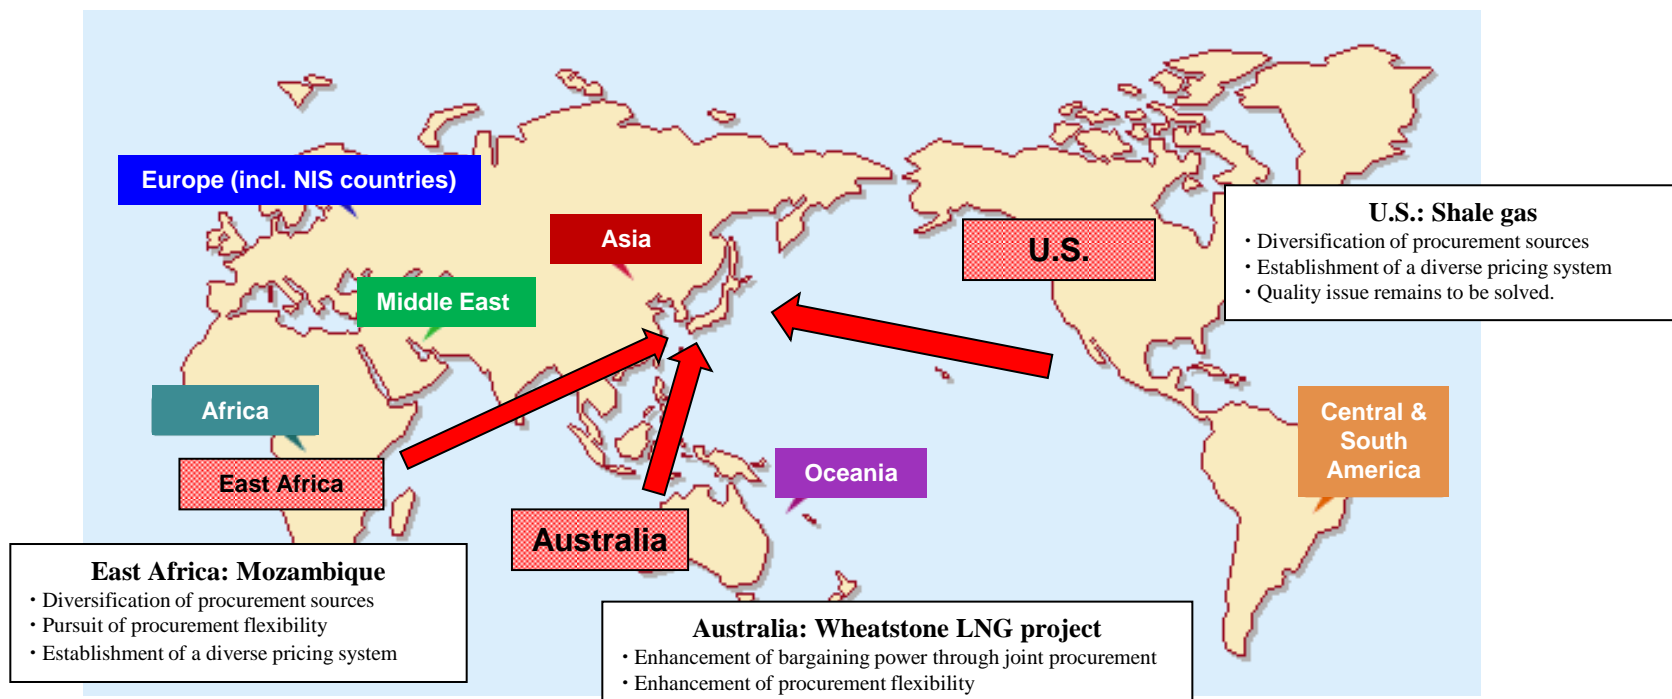 Europe (incl. NIS countries)
Asia
U.S.
U.S.: Shale gas
・Diversification of procurement sources
・Establishment of a diverse pricing system
・Quality issue remains to be solved.
Middle East
Africa
Central &
South
America
East Africa
Oceania
Australia
East Africa: Mozambique
・Diversification of procurement sources
・Pursuit of procurement flexibility
・Establishment of a diverse pricing system
Australia: Wheatstone LNG project
・Enhancement of bargaining power through joint procurement
・Enhancement of procurement flexibility